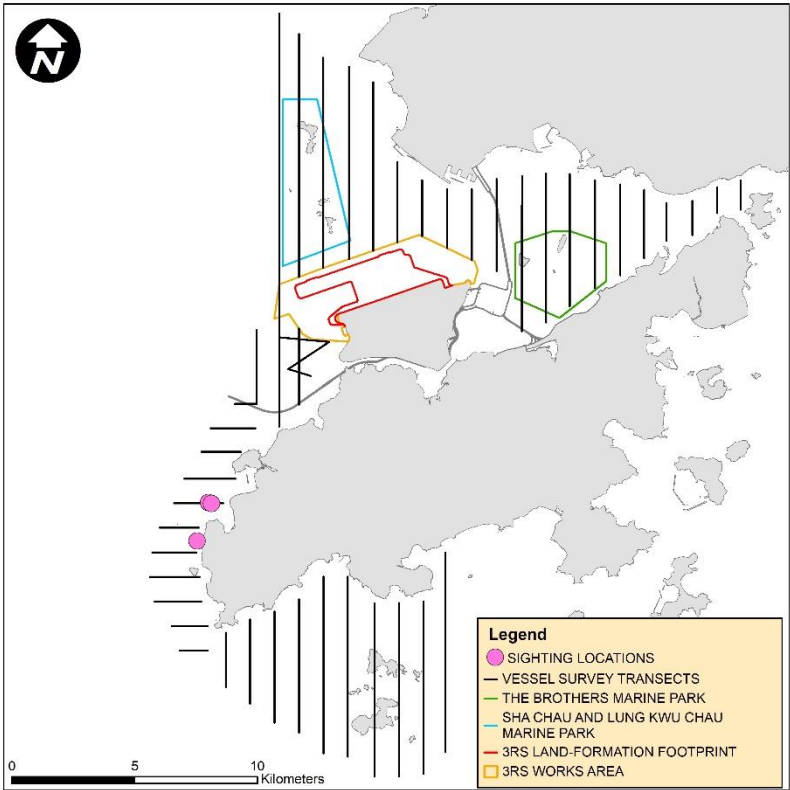 N
Legend
SIGHTING LOCATIONS
VESSEL SURVEY TRANSECTS
THE BROTHERS MARINE PARK
SHA CHAU AND LUNG KWU CHAU
MARINE PARK
3RS LAND-FORMATION FOOTPRINT
3RS WORKS AREA
0 5 10
Kilometers